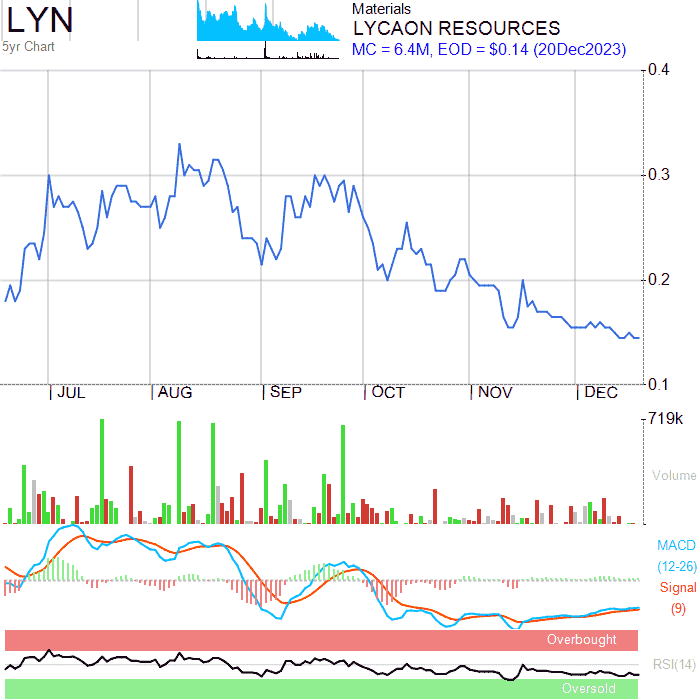 LYN
5yr Chart
Materials
LYCAON RESOURCES
MC = 6.4M, EOD = $0.14 (20Dec2023)
0.4
0.3
0.2
0.1
JUL
AUG
SEP
OCT
NOV
DEC
719k
Volume
MACD
(12-26)
Signal
(9)
Overbought
RSI(14)
Oversold